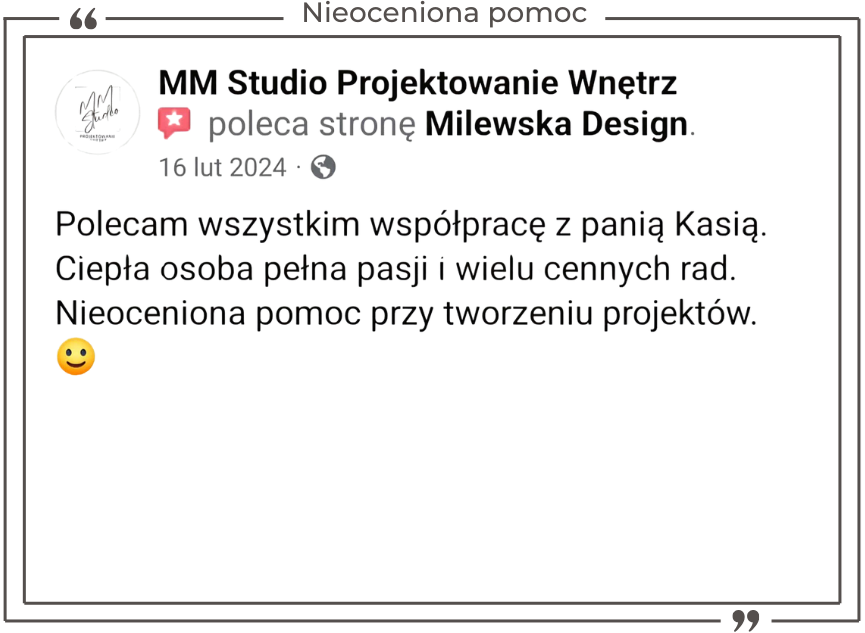 Nieoceniona pomoc
MM Studio Projektowanie Wnętrz
poleca stronę Milewska Design.
16 lut 2024 ·
MM
Studio
PROJEKTOWANIE
Polecam wszystkim współpracę z panią Kasią.
Ciepła osoba pełna pasji i wielu cennych rad.
Nieoceniona pomoc przy tworzeniu projektów.
🙂